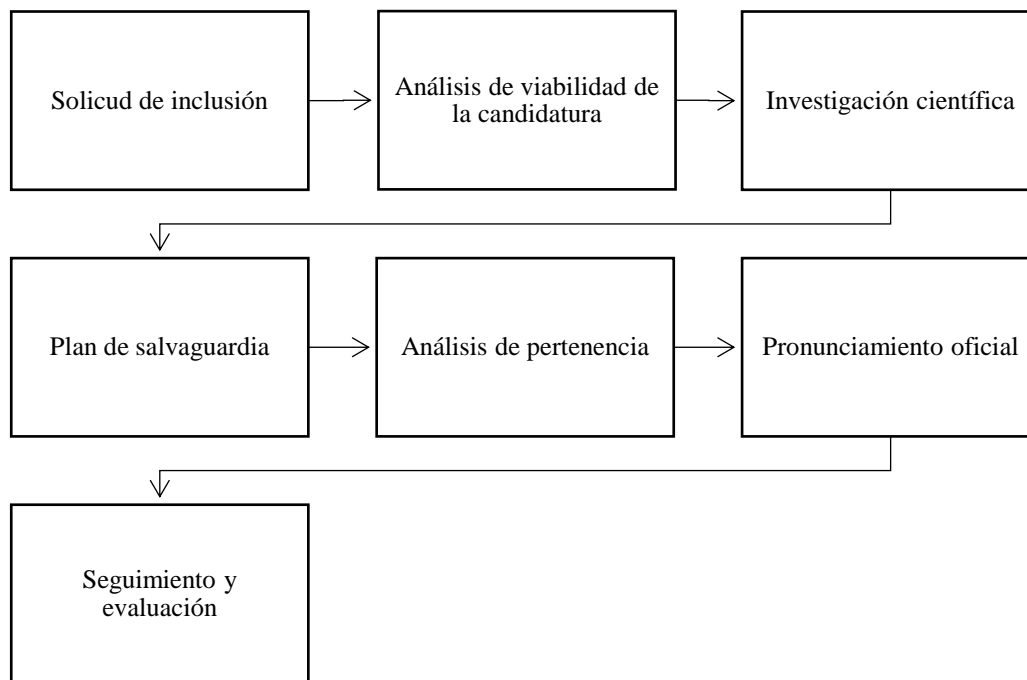 Solicud de inclusión
Análisis de viabilidad de
la candidatura
Investigación científica
Plan de salvaguardia
Análisis de pertenencia
Pronunciamiento oficial
Seguimiento y
evaluación